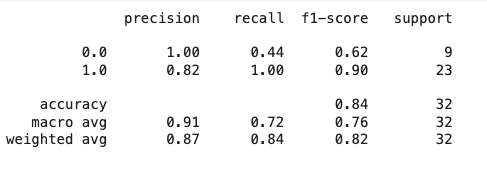 precision recall f1-score support
0.0 1.00 0.44 0.62 9
1.0 0.82 1.00 0.90 23
accuracy 0.84 32
macro avg 0.91 0.72 0.76 32
weighted avg 0.87 0.84 0.82 32